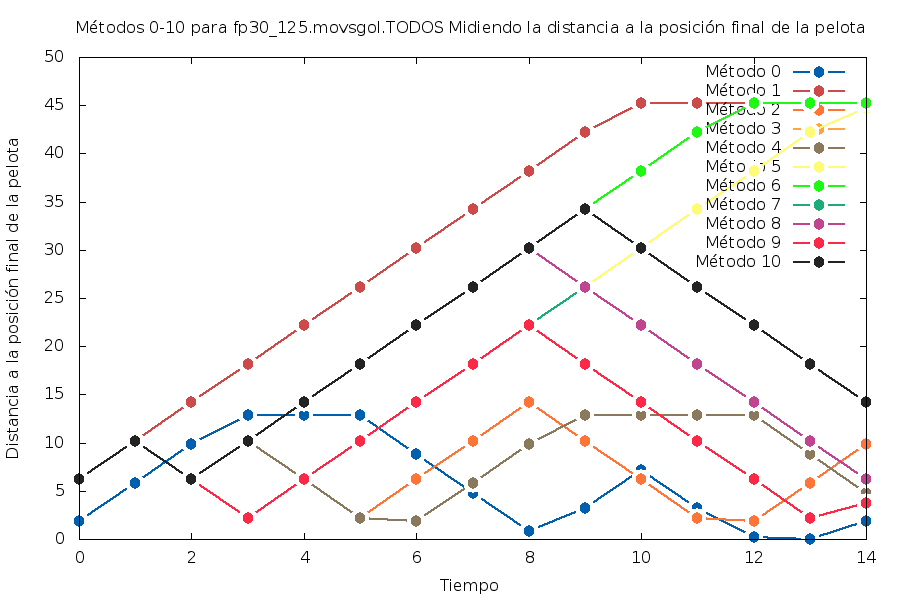 Métodos 0-10 para fp30_125.movsgol.TODOS Midiendo la distancia a la posición final de la pelota
50
45
40
35
30
25
20
15
10
5
0
Distancia a la posición final de la pelota
Método 0
Método 1
Método 2
Método 3
Método 4
Método 5
Método 6
Método 7
Método 8
Método 9
Método 10
0 2 4 6 8 10 12 14
Tiempo